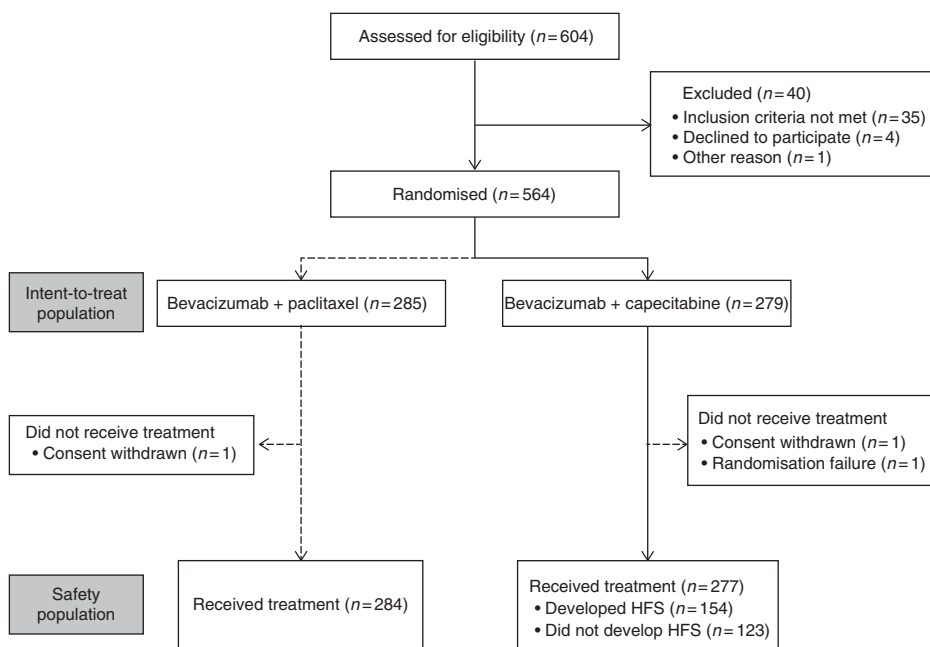 Assessed for eligibility (n=604)
Excluded (n=40)
• Inclusion criteria not met (n=35)
• Declined to participate (n=4)
• Other reason (n=1)
Randomised (n=564)
Intent-to-treat
population
Bevacizumab + paclitaxel (n=285)
Bevacizumab + capecitabine (n=279)
Did not receive treatment
• Consent withdrawn (n=1)
Did not receive treatment
• Consent withdrawn (n=1)
• Randomisation failure (n=1)
Safety
population
Received treatment (n=284)
Received treatment (n=277)
• Developed HFS (n=154)
• Did not develop HFS (n=123)